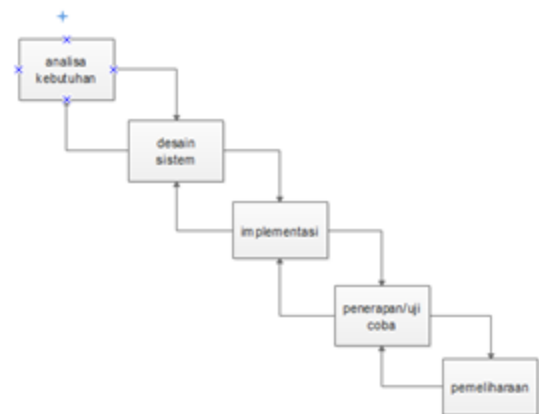 analisa
kebutuhan
desain
sistem
implementasi
penerapan/uji
coba
pemeliharaan